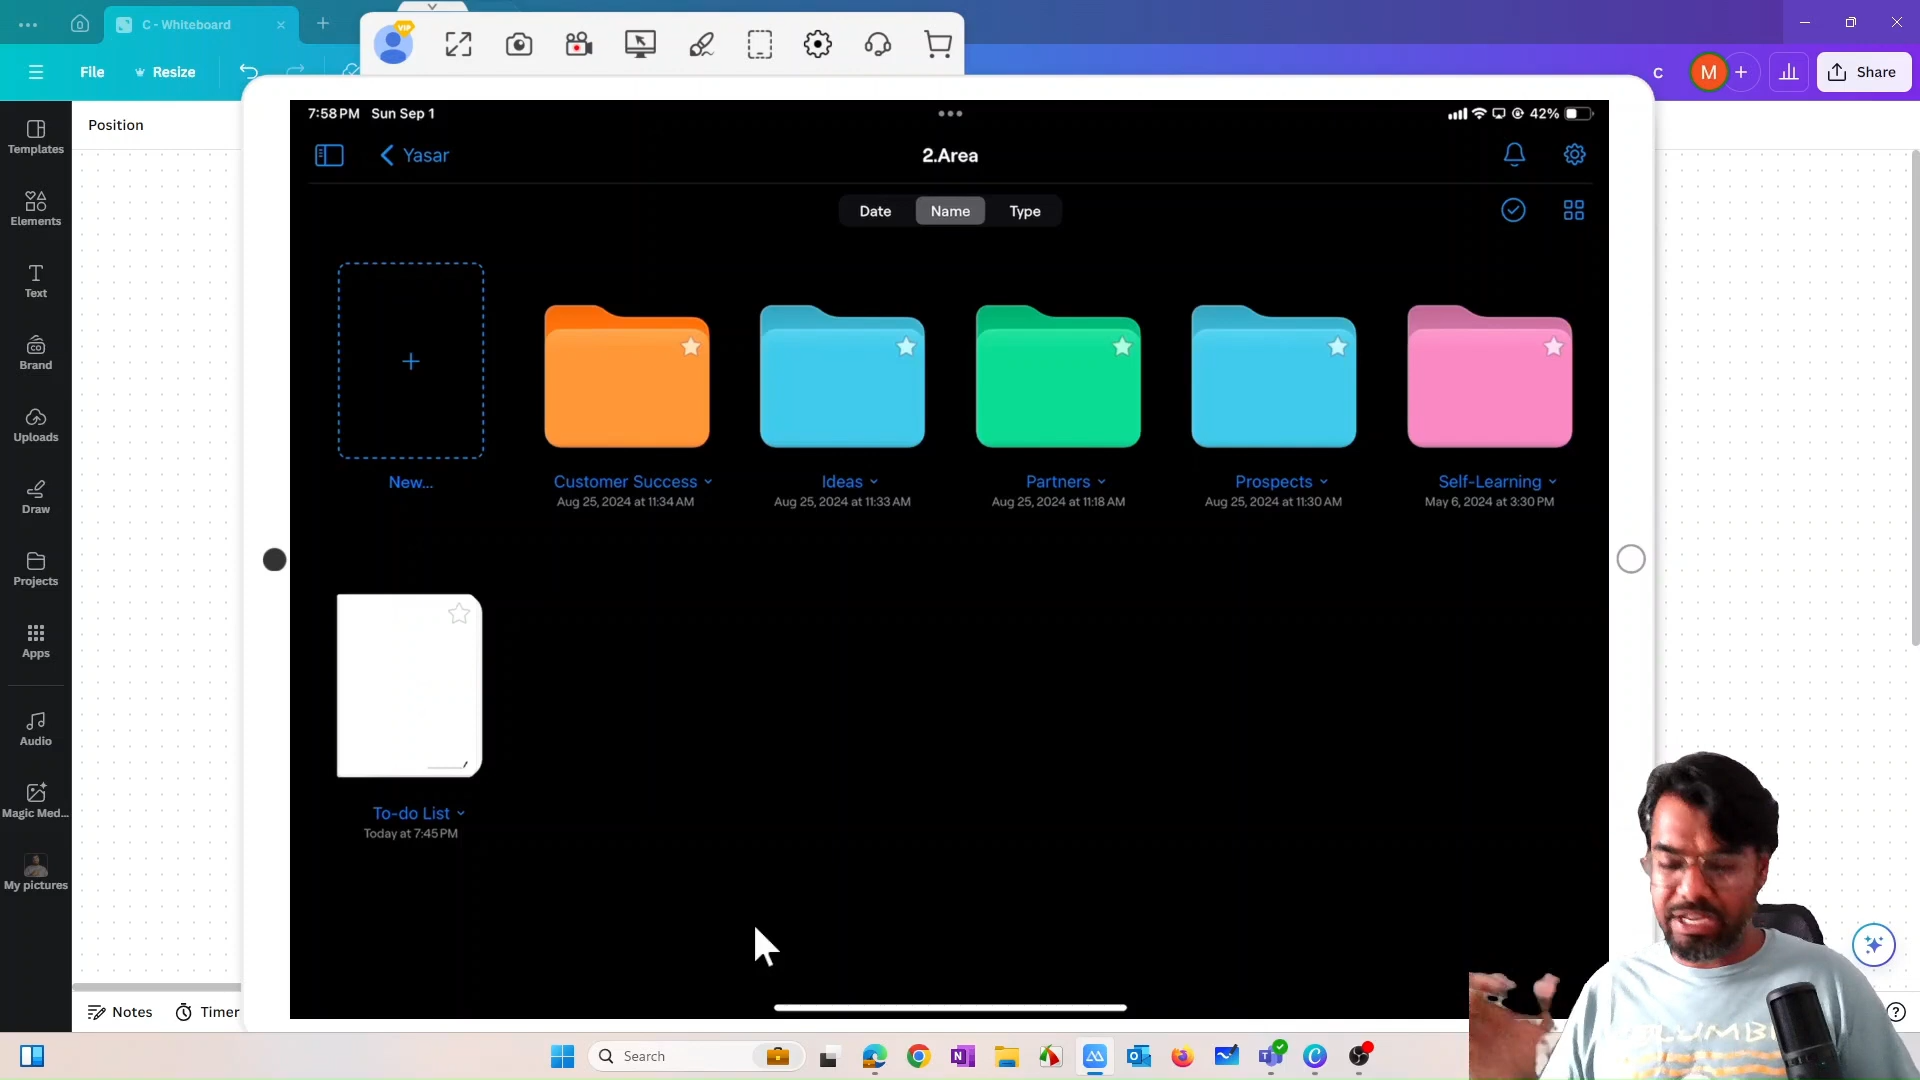 C - Whiteboard
VIP
File
Resize
C
M
Share
Position
Templates
Elements
Text
Brand
Uploads
Draw
Projects
Apps
Audio
Magic Med...
My pictures
7:58 PM Sun Sep 1
42%
Yasar
2.Area
Date
Name
Type
New...
Customer Success
Aug 25, 2024 at 11:34 AM
Ideas
Aug 25, 2024 at 11:33 AM
Partners
Aug 25, 2024 at 11:18 AM
Prospects
Aug 25, 2024 at 11:30 AM
Self-Learning
May 6, 2024 at 3:30 PM
To-do List
Today at 7:45 PM
Notes
Timer
Search